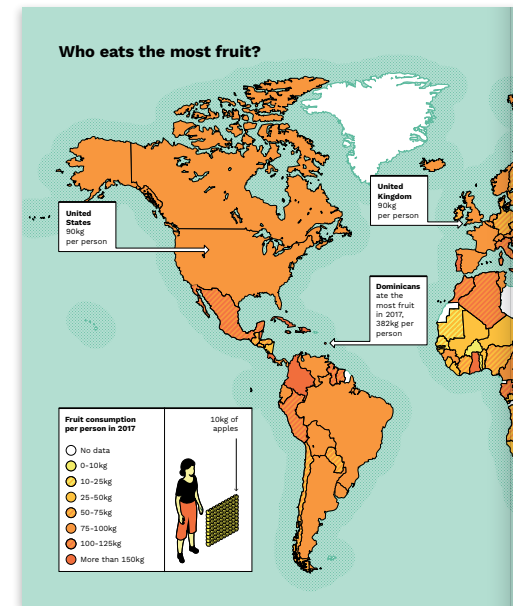 Who eats the most fruit?
United
States
90kg
per person
United
Kingdom
90kg
per person
Dominicans
ate the
most fruit
in 2017,
382kg per
person
Fruit consumption
per person in 2017
No data
0-10kg
10-25kg
25-50kg
50-75kg
75-100kg
100-125kg
More than 150kg
10kg of
apples